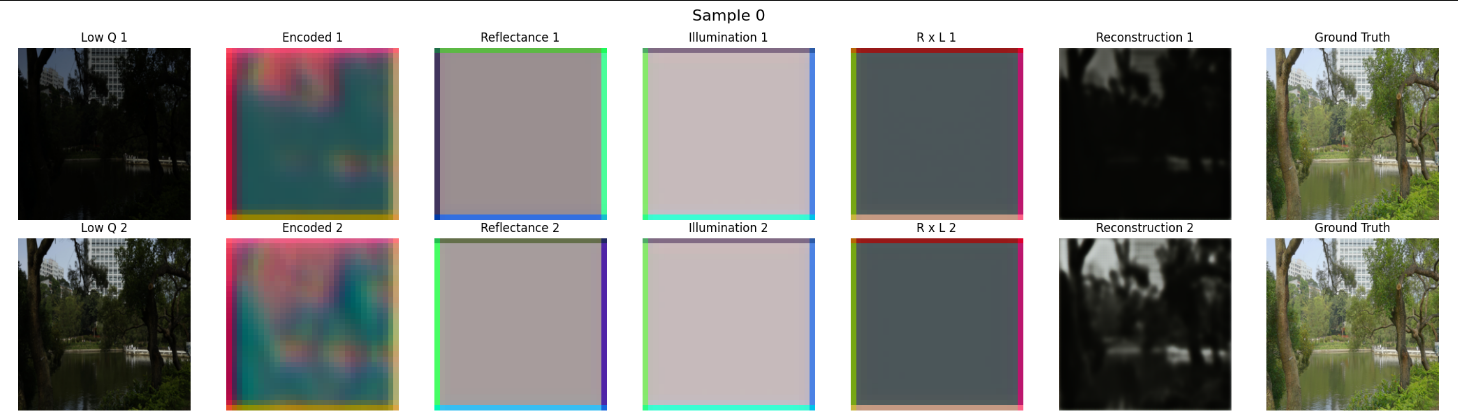 Sample 0
Low Q 1 Encoded 1 Reflectance 1 Illumination 1 R x L 1 Reconstruction 1 Ground Truth
Low Q 2 Encoded 2 Reflectance 2 Illumination 2 R x L 2 Reconstruction 2 Ground Truth